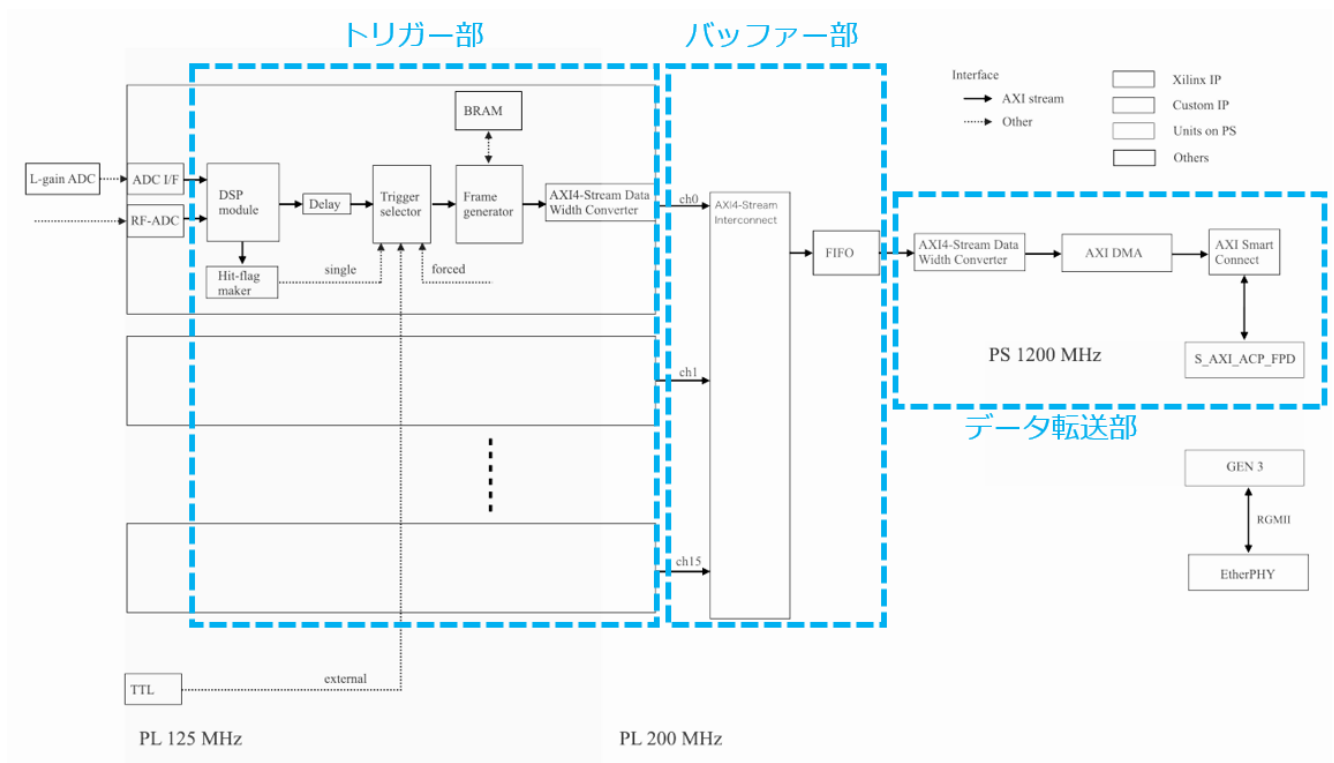 トリガー部
バッファー部
Interface
AXI stream
Other
Xilinx IP
Custom IP
Units on PS
Others
BRAM
L-gain ADC
ADC I/F
RF-ADC
DSP
module
Delay
Trigger
selector
Frame
generator
AXI4-Stream Data
Width Converter
Hit-flag
maker
single
forced
ch0
AXI4-Stream
Interconnect
FIFO
AXI4-Stream Data
Width Converter
AXI DMA
AXI Smart
Connect
PS 1200 MHz
S_AXI_ACP_FPD
ch1
データ転送部
GEN 3
RGMII
EtherPHY
ch15
TTL
external
PL 125 MHz
PL 200 MHz